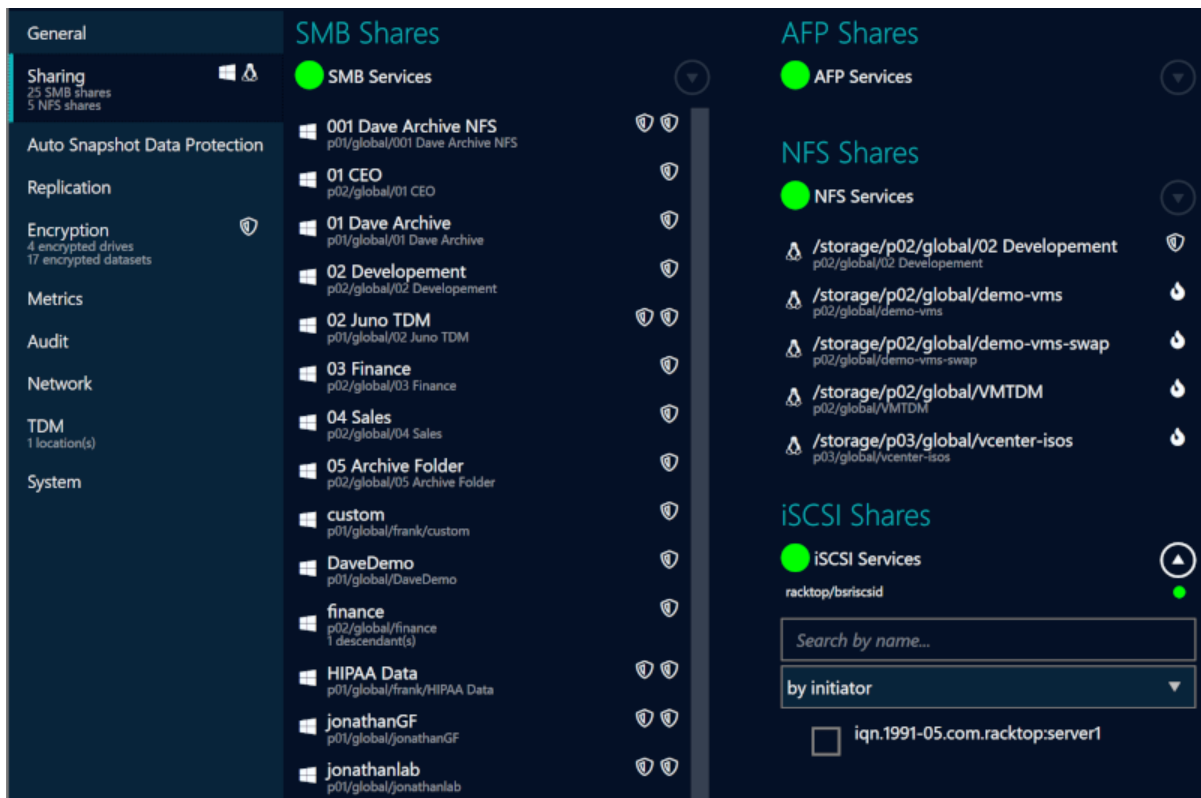 General
Sharing
25 SMB shares
5 NFS shares
Auto Snapshot Data Protection
Replication
Encryption
4 encrypted drives
17 encrypted datasets
Metrics
Audit
Network
TDM
1 location(s)
System
SMB Shares
SMB Services
001 Dave Archive NFS
p01/global/001 Dave Archive NFS
01 CEO
p02/global/01 CEO
01 Dave Archive
p01/global/01 Dave Archive
02 Developement
p02/global/02 Developement
02 Juno TDM
p01/global/02 Juno TDM
03 Finance
p02/global/03 Finance
04 Sales
p02/global/04 Sales
05 Archive Folder
p02/global/05 Archive Folder
custom
p01/global/frank/custom
DaveDemo
p01/global/DaveDemo
finance
p02/global/finance
1 descendant(s)
HIPAA Data
p01/global/frank/HIPAA Data
jonathanGF
p01/global/jonathanGF
jonathanlab
p01/global/jonathanlab
AFP Shares
AFP Services
NFS Shares
NFS Services
/storage/p02/global/02 Developement
p02/global/02 Developement
/storage/p02/global/demo-vms
p02/global/demo-vms
/storage/p02/global/demo-vms-swap
p02/global/demo-vms-swap
/storage/p02/global/VMTDM
p02/global/VMTDM
/storage/p03/global/vcenter-isos
p03/global/vcenter-isos
iSCSI Shares
iSCSI Services
racktop/bsriscsid
Search by name...
by initiator
iqn.1991-05.com.racktop:server1